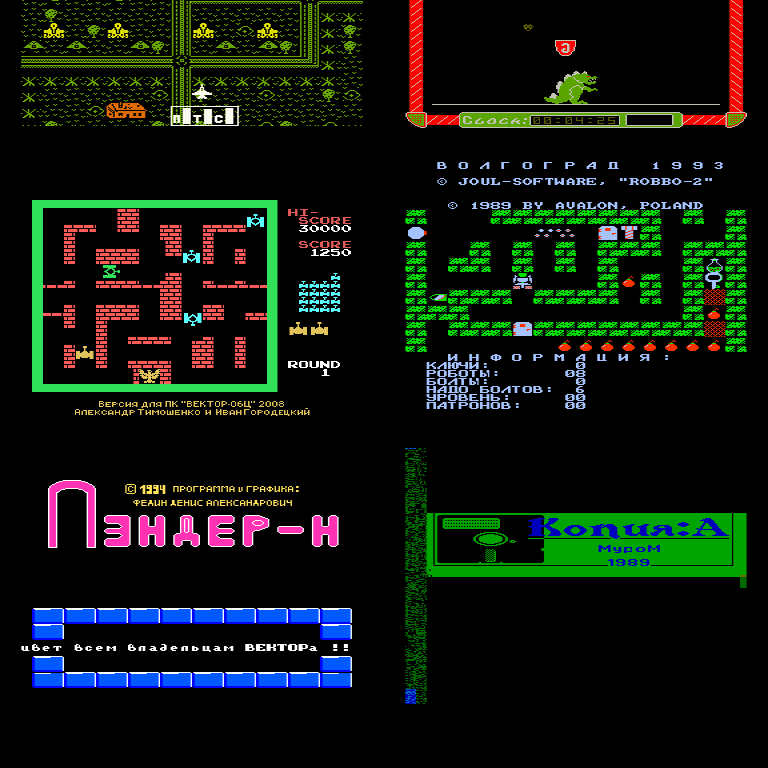 ПТС
00:04:25
HI-
SCORE
30000
SCORE
1250
ROUND
1
Версия для ПК "ВЕКТОР-06Ц" 2008
Александр Тимошенко и Иван Городецкий
ВОЛГОГРАД 1993
© JOUL-SOFTWARE, "ROBBO-2"
© 1989 BY AVALON, POLAND
ИНФОРМАЦИЯ:
КЛЮЧИ: 0
РОБОТЫ: 08
БОЛТЫ: 0
НАДО БОЛТОВ: 6
УРОВЕНЬ: 00
ПАТРОНОВ: 00
© 1994 ПРОГРАММА и ГРАФИКА:
ФЕДИН ДЕНИС АЛЕКСАНДРОВИЧ
ПЭНДЕР-Н
цвет всем владельцам ВЕКТОРа !!
Копия:А
МуроМ
1989